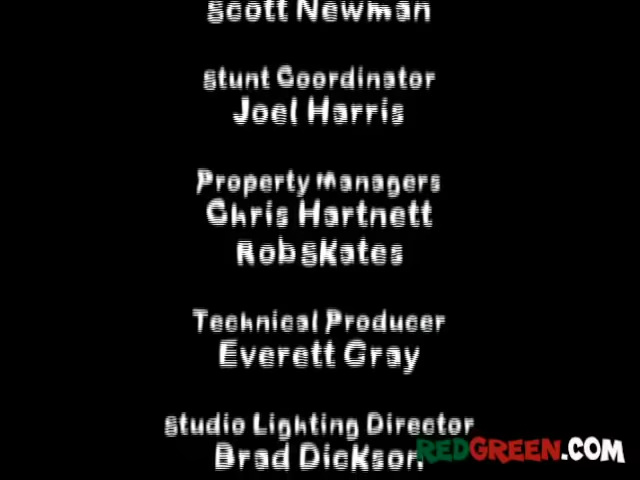 Scott Newman
Stunt Coordinator
Joel Harris
Property Managers
Chris Hartnett
Rob Skates
Technical Producer
Everett Gray
Studio Lighting Director
Brad Dickson
REDGREEN.COM